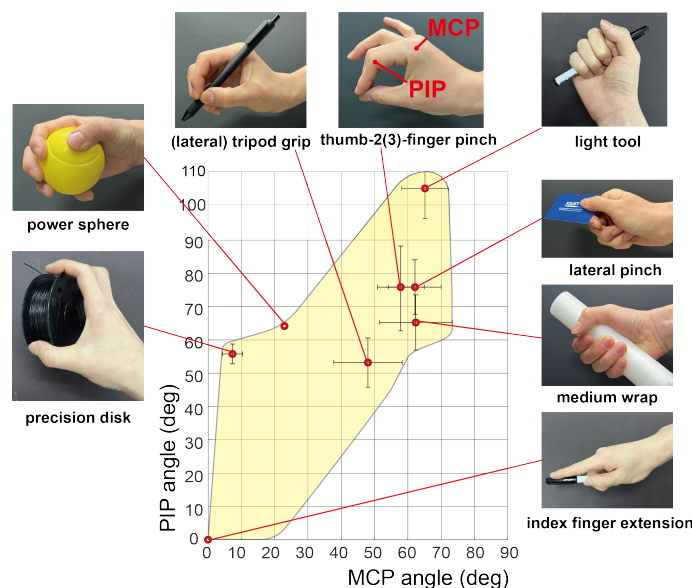 MCP
PIP
(lateral) tripod grip
thumb-2(3)-finger pinch
light tool
power sphere
lateral pinch
precision disk
medium wrap
index finger extension
110
100
90
80
70
60
50
40
30
20
10
0
PIP angle (deg)
0 10 20 30 40 50 60 70 80 90
MCP angle (deg)